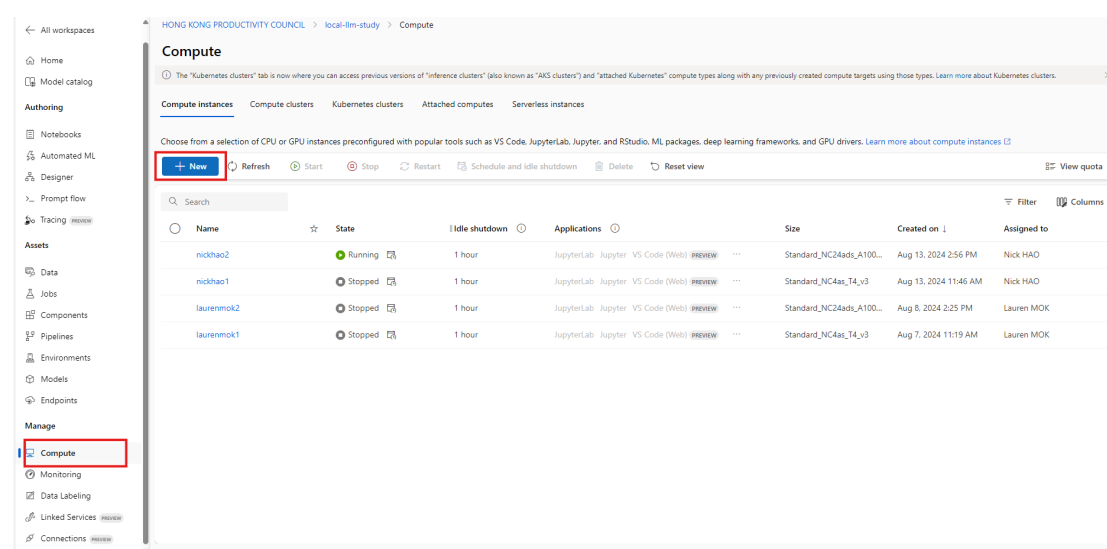 ← All workspaces
Home
Model catalog
Authoring
Notebooks
Automated ML
Designer
Prompt flow
Tracing PREVIEW
Assets
Data
Jobs
Components
Pipelines
Environments
Models
Endpoints
Manage
Compute
Monitoring
Data Labeling
Linked Services PREVIEW
Connections PREVIEW
HONG KONG PRODUCTIVITY COUNCIL > local-llm-study > Compute
Compute
The "Kubernetes clusters" tab is now where you can access previous versions of "inference clusters" (also known as "AKS clusters") and "attached Kubernetes" compute types along with any previously created compute targets using those types. Learn more about Kubernetes clusters.
Compute instances Compute clusters Kubernetes clusters Attached computes Serverless instances
Choose from a selection of CPU or GPU instances preconfigured with popular tools such as VS Code, JupyterLab, Jupyter, and RStudio, ML packages, deep learning frameworks, and GPU drivers. Learn more about compute instances
+ New Refresh Start Stop Restart Schedule and idle shutdown Delete Reset view View quota
Search Filter Columns
Name State Idle shutdown Applications Size Created on ↓ Assigned to
nickhao2 Running 1 hour JupyterLab Jupyter VS Code (Web) PREVIEW ... Standard_NC24ads_A100... Aug 13, 2024 2:56 PM Nick HAO
nickhao1 Stopped 1 hour JupyterLab Jupyter VS Code (Web) PREVIEW ... Standard_NC4as_T4_v3 Aug 13, 2024 11:46 AM Nick HAO
laurenmok2 Stopped 1 hour JupyterLab Jupyter VS Code (Web) PREVIEW ... Standard_NC24ads_A100... Aug 8, 2024 2:25 PM Lauren MOK
laurenmok1 Stopped 1 hour JupyterLab Jupyter VS Code (Web) PREVIEW ... Standard_NC4as_T4_v3 Aug 7, 2024 11:19 AM Lauren MOK